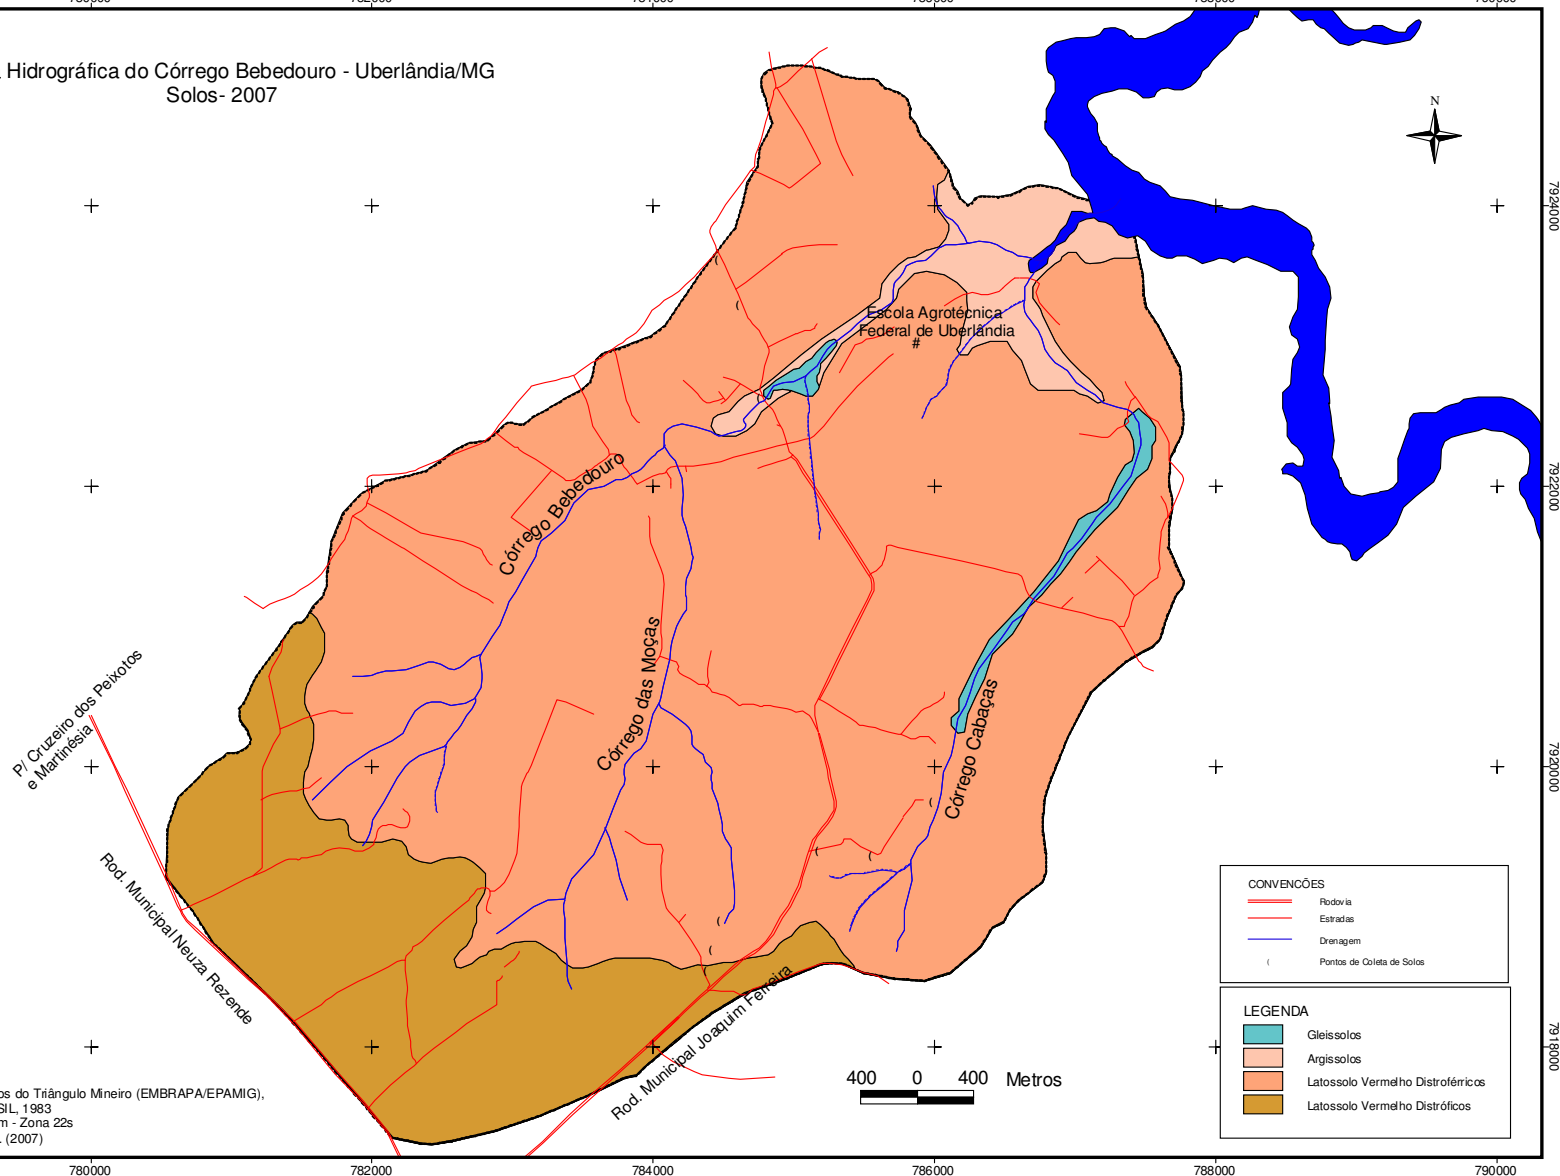 Hidrográfica do Córrego Bebedouro - Uberlândia/MG
Solos- 2007
N
7924000
Escola Agrotécnica
Federal de Uberlândia
#
Córrego Bebedouro
7922000
Córrego das Moças
Córrego Cabaças
P/ Cruzeiro dos Peixotos
e Martinésia
7920000
Rod. Municipal Neuza Rezende
Rod. Municipal Joaquim Ferreira
CONVENCÕES
Rodovia
Estradas
Drenagem
Pontos de Coleta de Solos
LEGENDA
Gleissolos
Argissolos
Latossolo Vermelho Distroférricos
Latossolo Vermelho Distróficos
7918000
400 0 400 Metros
os do Triângulo Mineiro (EMBRAPA/EPAMIG),
SIL, 1983
m - Zona 22s
. (2007)
780000 782000 784000 786000 788000 790000